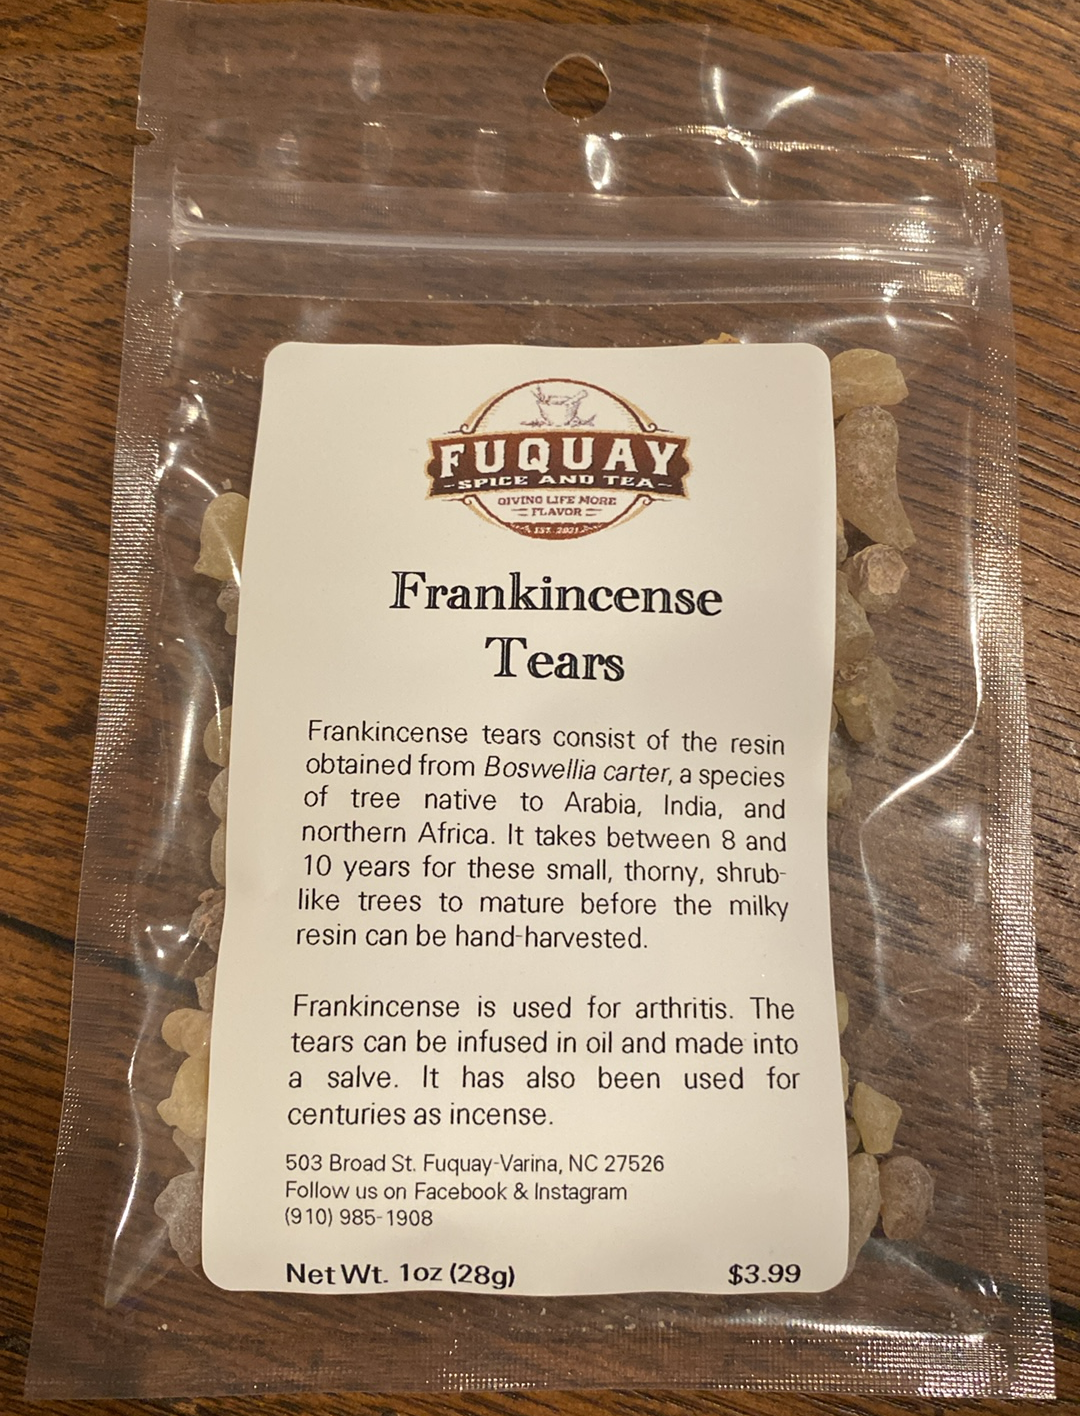 FUQUAY
SPICE AND TEA
GIVING LIFE MORE
FLAVOR
EST. 2021
Frankincense
Tears
Frankincense tears consist of the resin
obtained from Boswellia carter, a species
of tree native to Arabia, India, and
northern Africa. It takes between 8 and
10 years for these small, thorny, shrub-
like trees to mature before the milky
resin can be hand-harvested.
Frankincense is used for arthritis. The
tears can be infused in oil and made into
a salve. It has also been used for
centuries as incense.
503 Broad St. Fuquay-Varina, NC 27526
Follow us on Facebook & Instagram
(910) 985-1908
Net Wt. 1oz (28g) $3.99